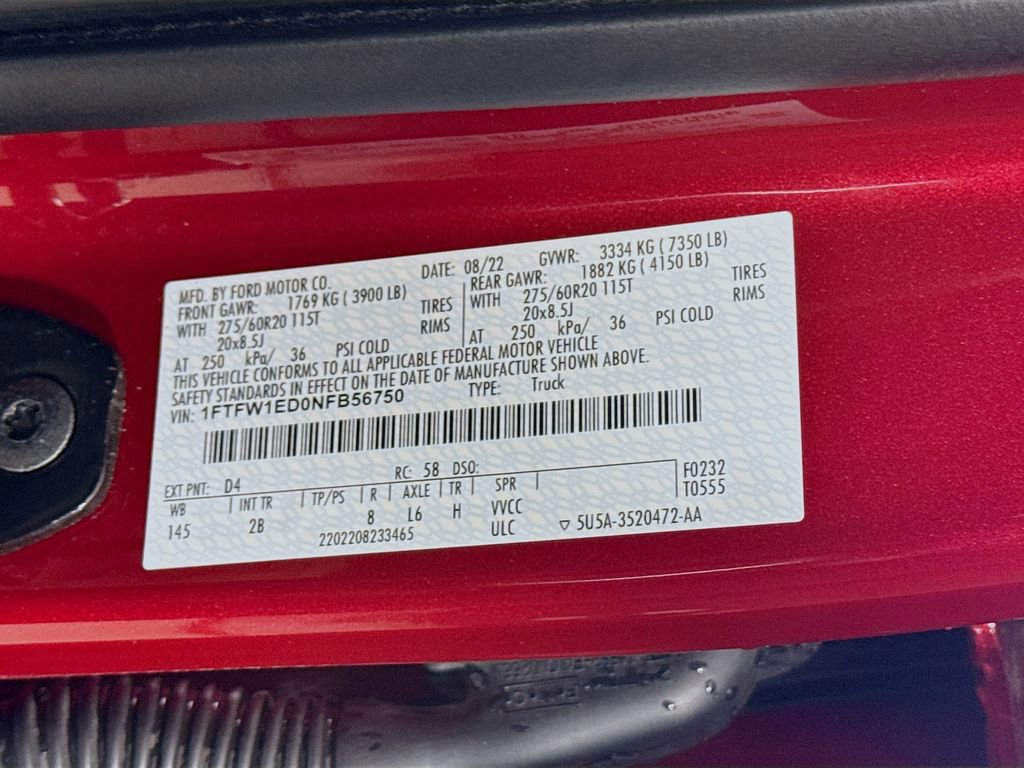 MFD. BY FORD MOTOR CO. DATE: 08/22 GVWR: 3334 KG ( 7350 LB)
FRONT GAWR: 1769 KG ( 3900 LB) REAR GAWR: 1882 KG ( 4150 LB)
WITH 275/60R20 115T TIRES WITH 275/60R20 115T TIRES
20x8.5J RIMS 20x8.5J RIMS
AT 250 kPa/ 36 PSI COLD AT 250 kPa/ 36 PSI COLD
THIS VEHICLE CONFORMS TO ALL APPLICABLE FEDERAL MOTOR VEHICLE
SAFETY STANDARDS IN EFFECT ON THE DATE OF MANUFACTURE SHOWN ABOVE.
VIN: 1FTFW1ED0NFB56750 TYPE: Truck
EXT PNT: D4 RC: 58 DSO: F0232
WB INT TR TP/PS R AXLE TR SPR T0555
145 2B 8 L6 H VVCC
2202208233465 ULC ▽ 5U5A-3520472-AA